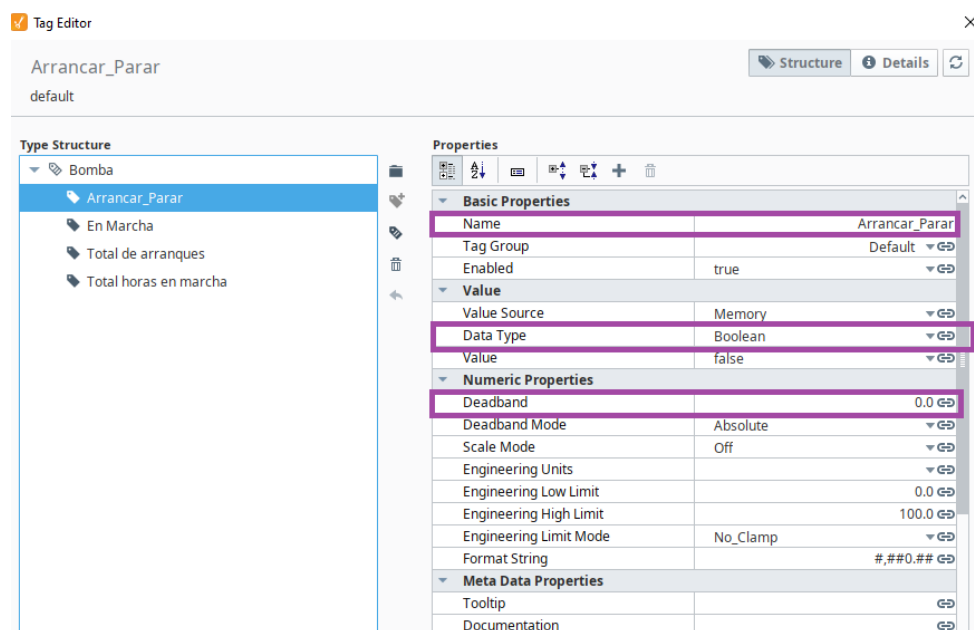 Tag Editor
Arrancar_Parar
Structure
Details
default
Type Structure
Bomba
Arrancar_Parar
En Marcha
Total de arranques
Total horas en marcha
Properties
Basic Properties
Name Arrancar_Parar
Tag Group Default
Enabled true
Value
Value Source Memory
Data Type Boolean
Value false
Numeric Properties
Deadband 0.0
Deadband Mode Absolute
Scale Mode Off
Engineering Units
Engineering Low Limit 0.0
Engineering High Limit 100.0
Engineering Limit Mode No_Clamp
Format String #,##0.##
Meta Data Properties
Tooltip
Documentation